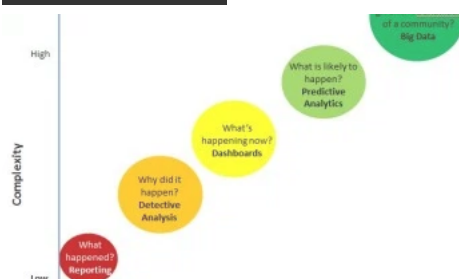 of a community?
Big Data
High
What is likely to
happen?
Predictive
Analytics
What's
happening now?
Dashboards
Complexity
Why did it
happen?
Detective
Analysis
What
happened?
Reporting
Low